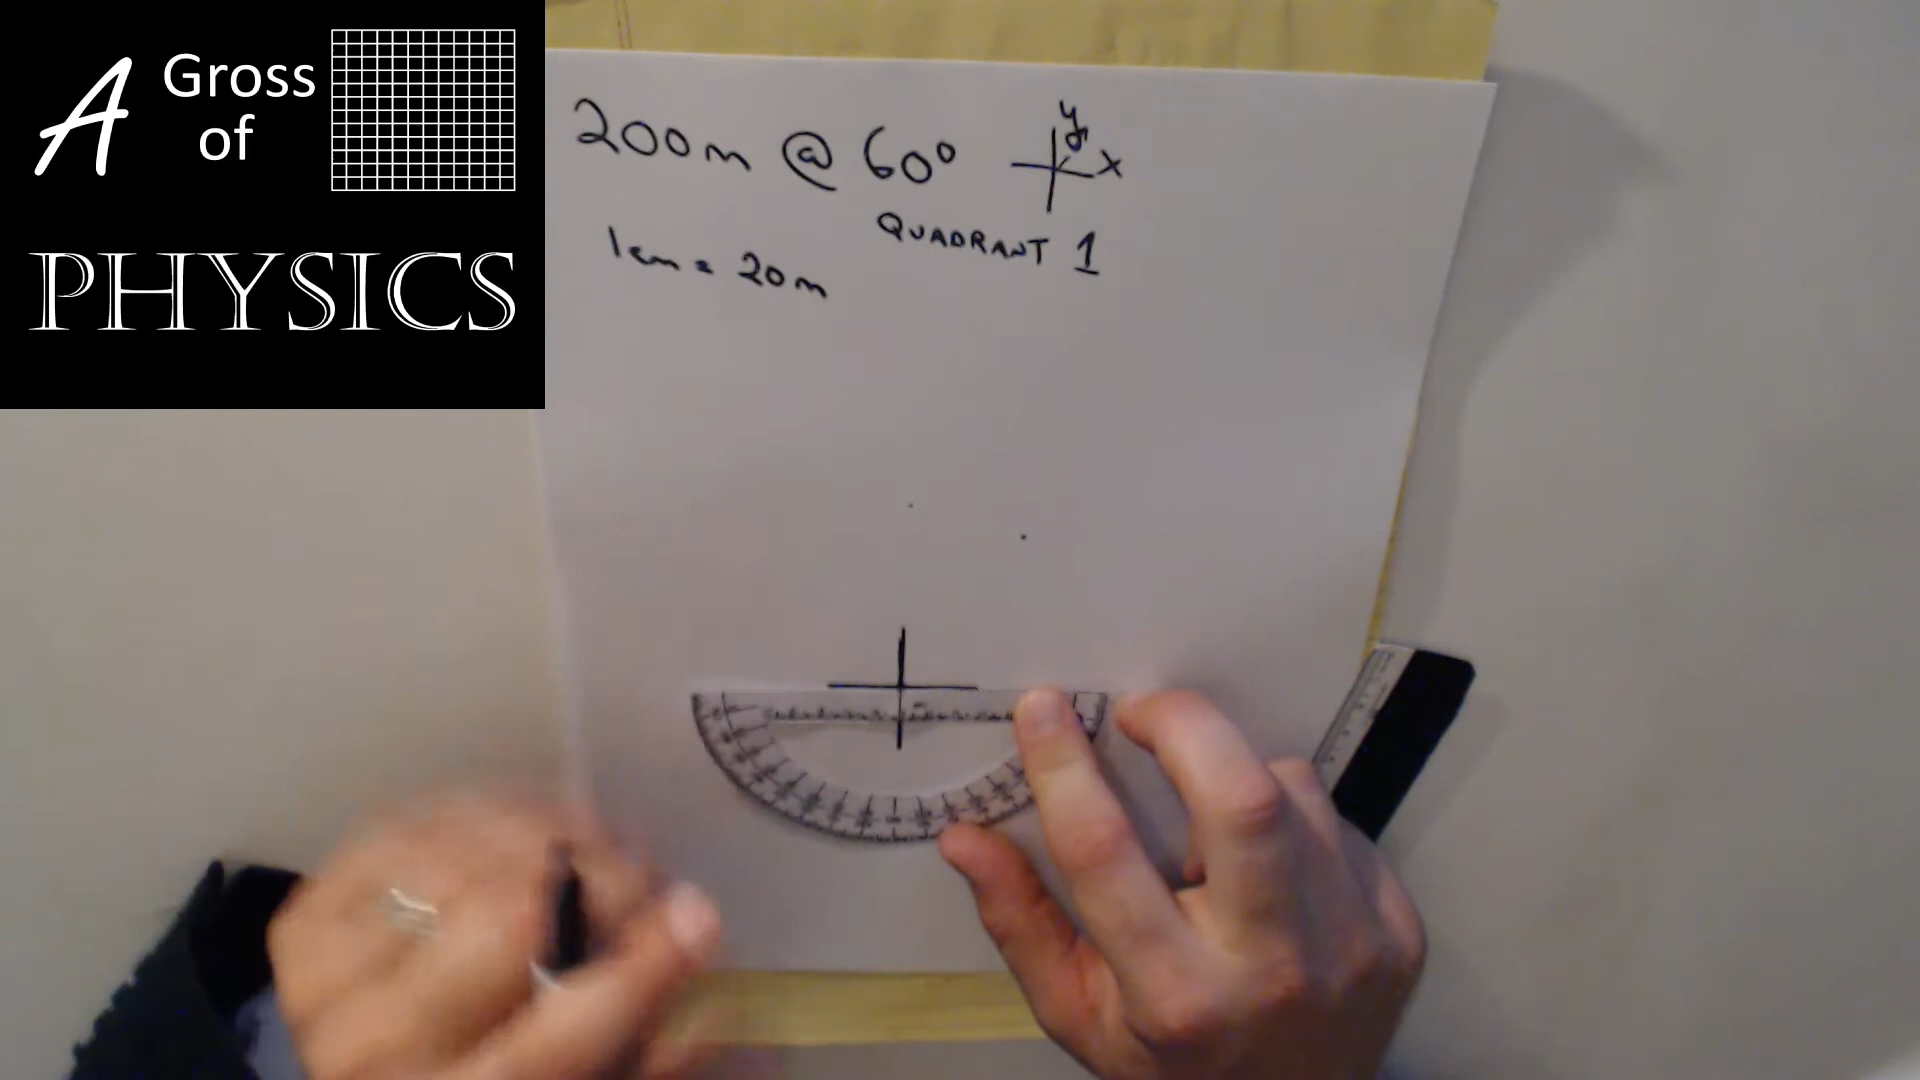 A Gross
of
PHYSICS
200m @ 60°
y
x
QUADRANT 1
1cm = 20m